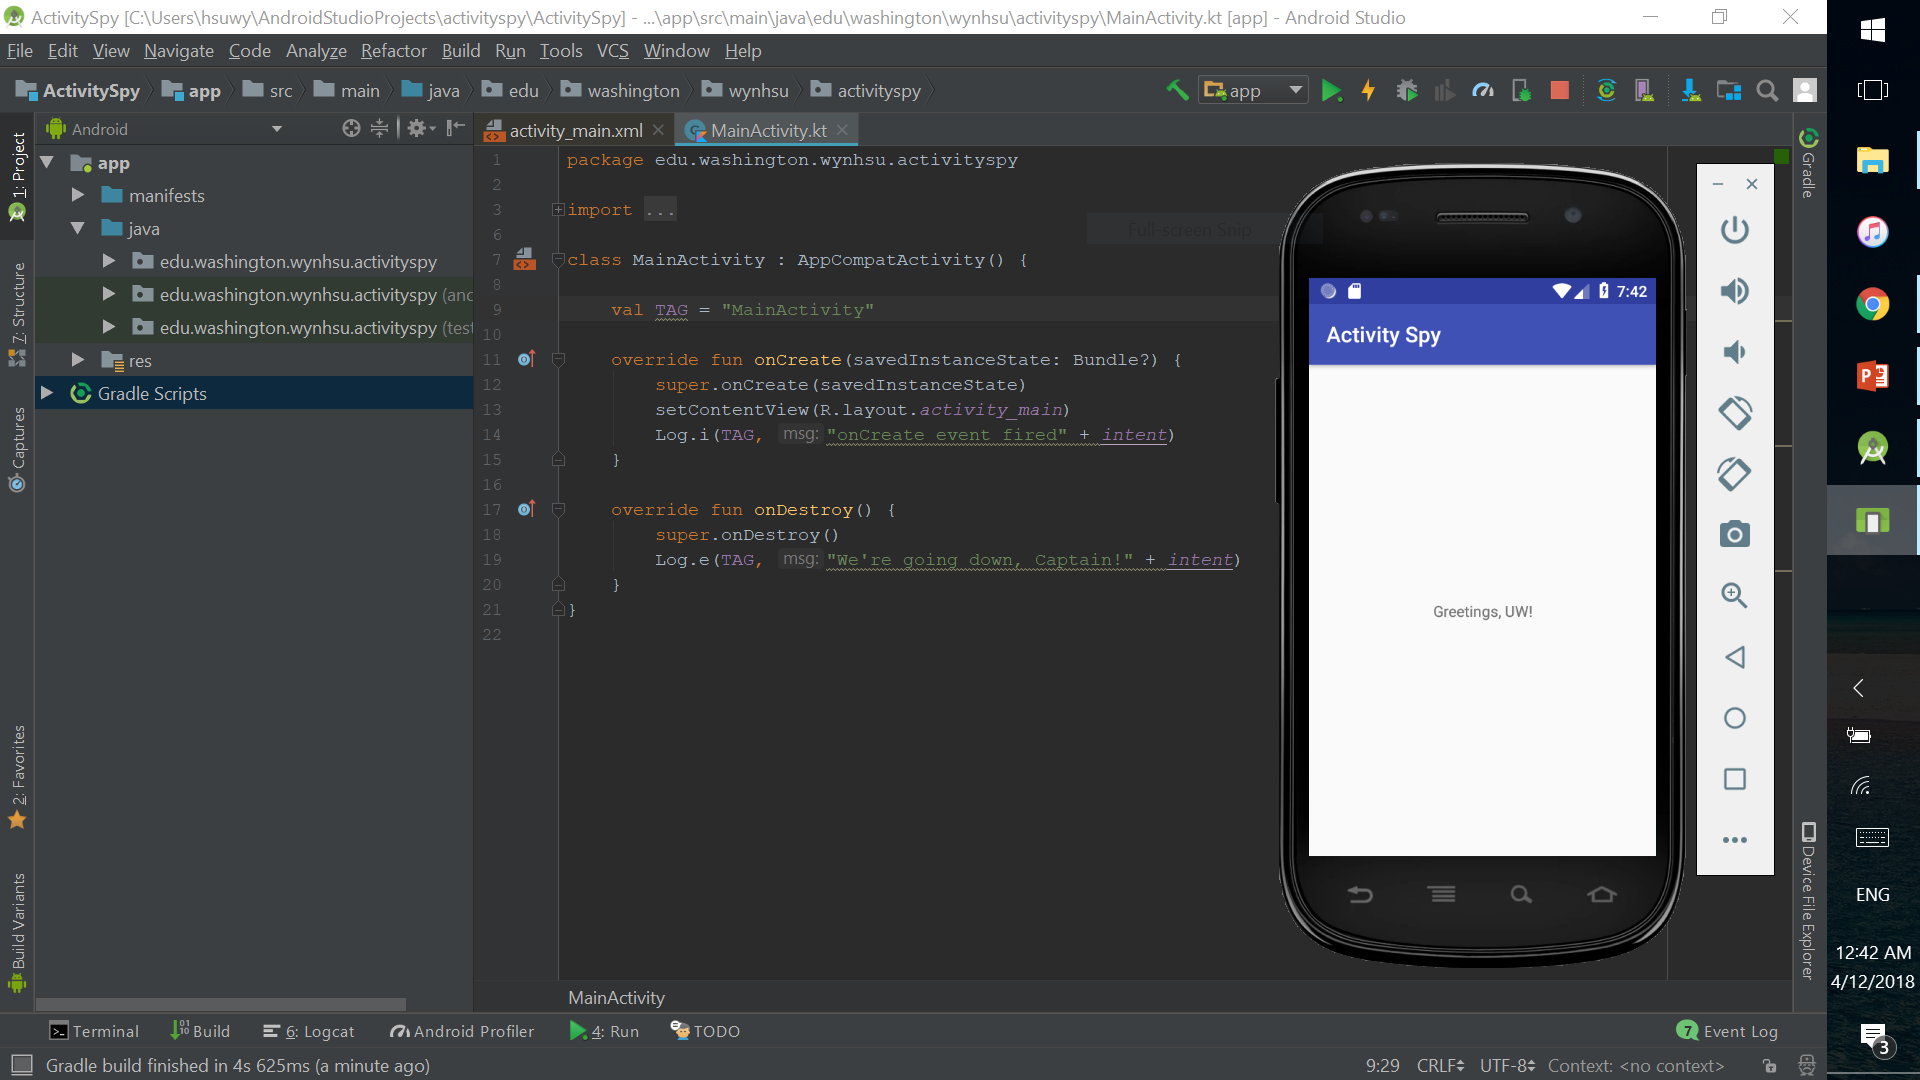 ActivitySpy [C:\Users\hsuwy\AndroidStudioProjects\activityspy\ActivitySpy] - ...\app\src\main\java\edu\washington\wynhsu\activityspy\MainActivity.kt [app] - Android Studio
File Edit View Navigate Code Analyze Refactor Build Run Tools VCS Window Help
ActivitySpy app src main java edu washington wynhsu activityspy
app
Android
activity_main.xml
MainActivity.kt
1: Project
7: Structure
Captures
2: Favorites
Build Variants
app
manifests
java
edu.washington.wynhsu.activityspy
edu.washington.wynhsu.activityspy (anc
edu.washington.wynhsu.activityspy (test
res
Gradle Scripts
1 package edu.washington.wynhsu.activityspy
2
3 import ...
6
7 class MainActivity : AppCompatActivity() {
8
9 val TAG = "MainActivity"
10
11 override fun onCreate(savedInstanceState: Bundle?) {
12 super.onCreate(savedInstanceState)
13 setContentView(R.layout.activity_main)
14 Log.i(TAG, msg: "onCreate event fired" + intent)
15 }
16
17 override fun onDestroy() {
18 super.onDestroy()
19 Log.e(TAG, msg: "We're going down, Captain!" + intent)
20 }
21 }
22
Full-screen Snip
7:42
Activity Spy
Greetings, UW!
Gradle
Device File Explorer
MainActivity
Terminal Build 6: Logcat Android Profiler 4: Run TODO
7 Event Log
Gradle build finished in 4s 625ms (a minute ago)
9:29 CRLF UTF-8 Context: <no context>
ENG
12:42 AM
4/12/2018
3